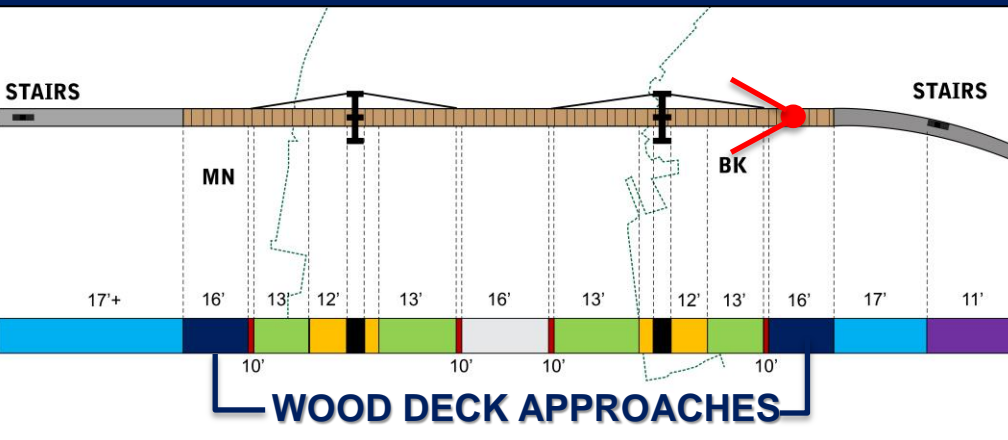 STAIRS
STAIRS
MN
BK
17'+ 16' 13' 12' 13' 16' 13' 12' 13' 16' 17' 11'
10' 10' 10' 10'
WOOD DECK APPROACHES